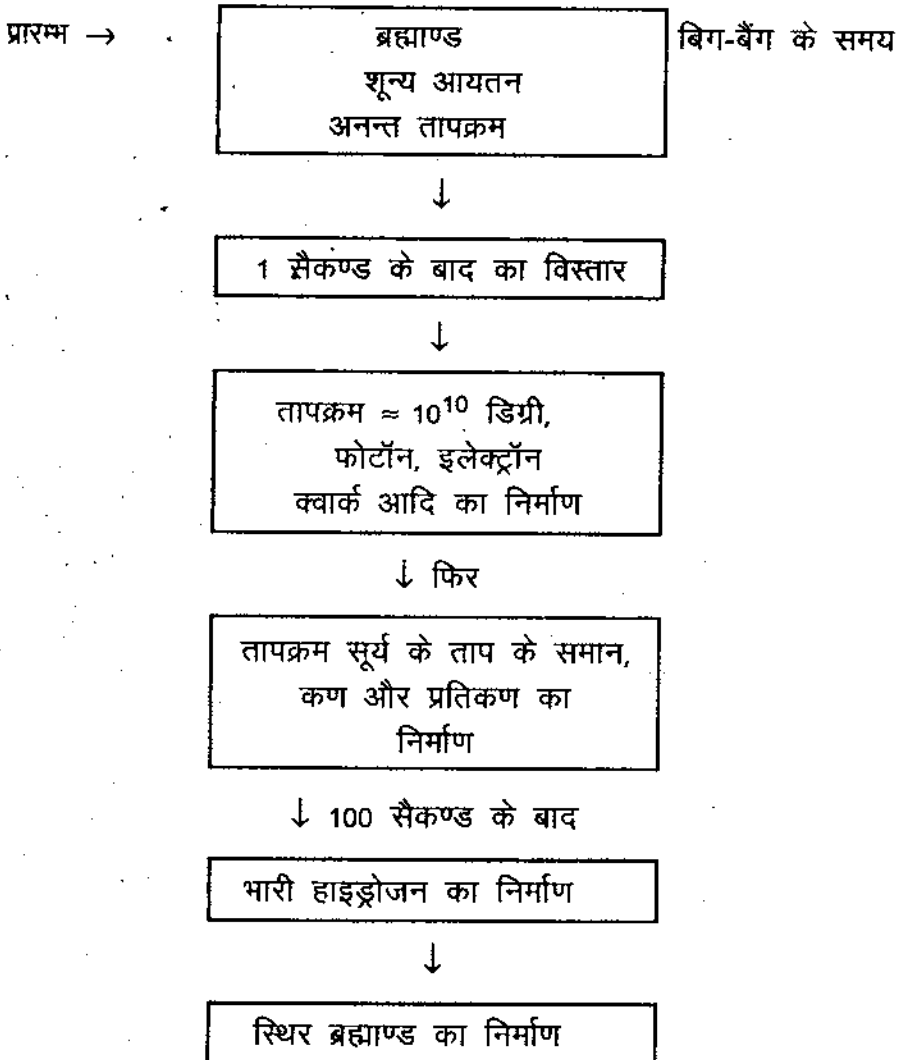 प्रारम्भ → ब्रह्माण्ड बिग-बैंग के समय
शून्य आयतन
अनन्त तापक्रम
↓
1 सैकण्ड के बाद का विस्तार
↓
तापक्रम ≈ 10¹⁰ डिग्री,
फोटॉन, इलेक्ट्रॉन
क्वार्क आदि का निर्माण
↓ फिर
तापक्रम सूर्य के ताप के समान,
कण और प्रतिकण का
निर्माण
↓ 100 सैकण्ड के बाद
भारी हाइड्रोजन का निर्माण
↓
स्थिर ब्रह्माण्ड का निर्माण